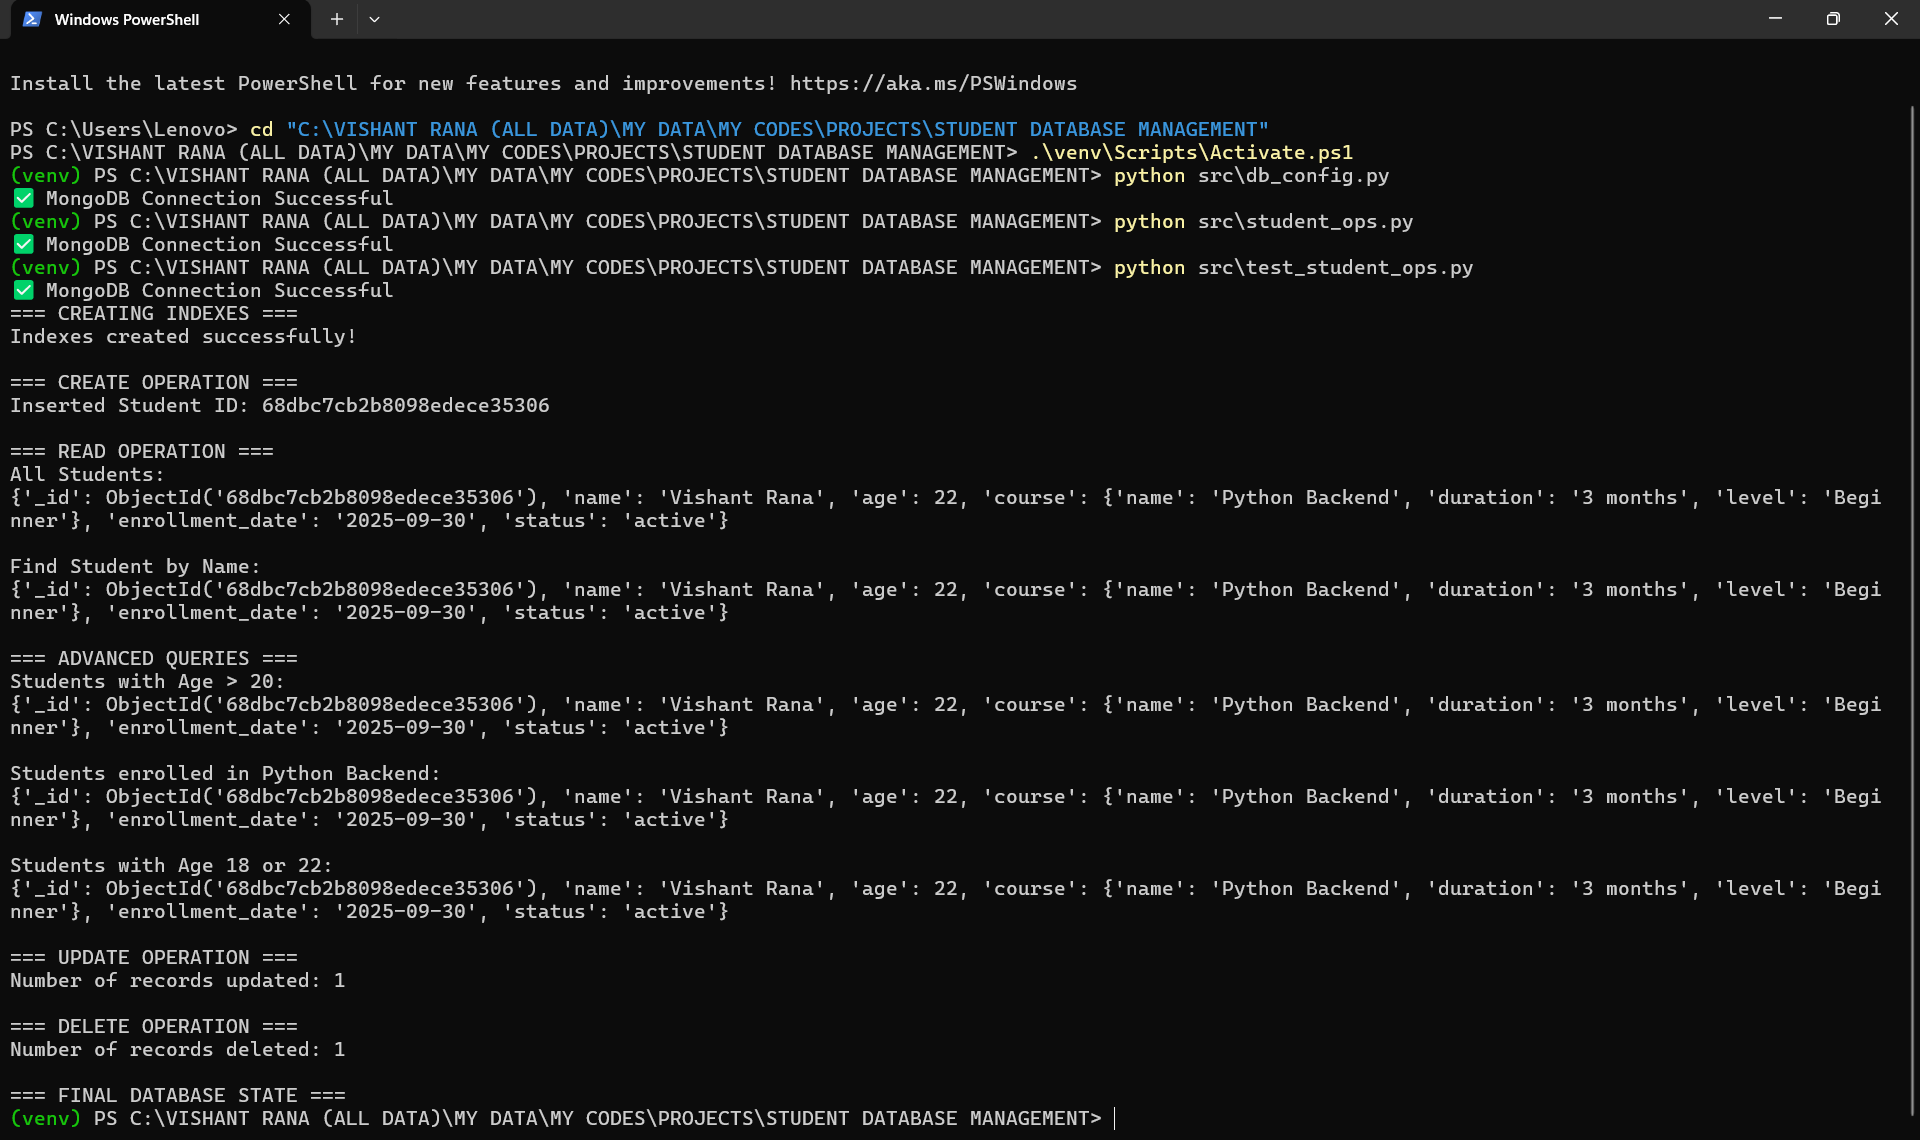 Windows PowerShell
Install the latest PowerShell for new features and improvements! https://aka.ms/PSWindows
PS C:\Users\Lenovo> cd "C:\VISHANT RANA (ALL DATA)\MY DATA\MY CODES\PROJECTS\STUDENT DATABASE MANAGEMENT"
PS C:\VISHANT RANA (ALL DATA)\MY DATA\MY CODES\PROJECTS\STUDENT DATABASE MANAGEMENT> .\venv\Scripts\Activate.ps1
(venv) PS C:\VISHANT RANA (ALL DATA)\MY DATA\MY CODES\PROJECTS\STUDENT DATABASE MANAGEMENT> python src\db_config.py
✅ MongoDB Connection Successful
(venv) PS C:\VISHANT RANA (ALL DATA)\MY DATA\MY CODES\PROJECTS\STUDENT DATABASE MANAGEMENT> python src\student_ops.py
✅ MongoDB Connection Successful
(venv) PS C:\VISHANT RANA (ALL DATA)\MY DATA\MY CODES\PROJECTS\STUDENT DATABASE MANAGEMENT> python src\test_student_ops.py
✅ MongoDB Connection Successful
=== CREATING INDEXES ===
Indexes created successfully!
=== CREATE OPERATION ===
Inserted Student ID: 68dbc7cb2b8098edece35306
=== READ OPERATION ===
All Students:
{'_id': ObjectId('68dbc7cb2b8098edece35306'), 'name': 'Vishant Rana', 'age': 22, 'course': {'name': 'Python Backend', 'duration': '3 months', 'level': 'Begi
nner'}, 'enrollment_date': '2025-09-30', 'status': 'active'}
Find Student by Name:
{'_id': ObjectId('68dbc7cb2b8098edece35306'), 'name': 'Vishant Rana', 'age': 22, 'course': {'name': 'Python Backend', 'duration': '3 months', 'level': 'Begi
nner'}, 'enrollment_date': '2025-09-30', 'status': 'active'}
=== ADVANCED QUERIES ===
Students with Age > 20:
{'_id': ObjectId('68dbc7cb2b8098edece35306'), 'name': 'Vishant Rana', 'age': 22, 'course': {'name': 'Python Backend', 'duration': '3 months', 'level': 'Begi
nner'}, 'enrollment_date': '2025-09-30', 'status': 'active'}
Students enrolled in Python Backend:
{'_id': ObjectId('68dbc7cb2b8098edece35306'), 'name': 'Vishant Rana', 'age': 22, 'course': {'name': 'Python Backend', 'duration': '3 months', 'level': 'Begi
nner'}, 'enrollment_date': '2025-09-30', 'status': 'active'}
Students with Age 18 or 22:
{'_id': ObjectId('68dbc7cb2b8098edece35306'), 'name': 'Vishant Rana', 'age': 22, 'course': {'name': 'Python Backend', 'duration': '3 months', 'level': 'Begi
nner'}, 'enrollment_date': '2025-09-30', 'status': 'active'}
=== UPDATE OPERATION ===
Number of records updated: 1
=== DELETE OPERATION ===
Number of records deleted: 1
=== FINAL DATABASE STATE ===
(venv) PS C:\VISHANT RANA (ALL DATA)\MY DATA\MY CODES\PROJECTS\STUDENT DATABASE MANAGEMENT>